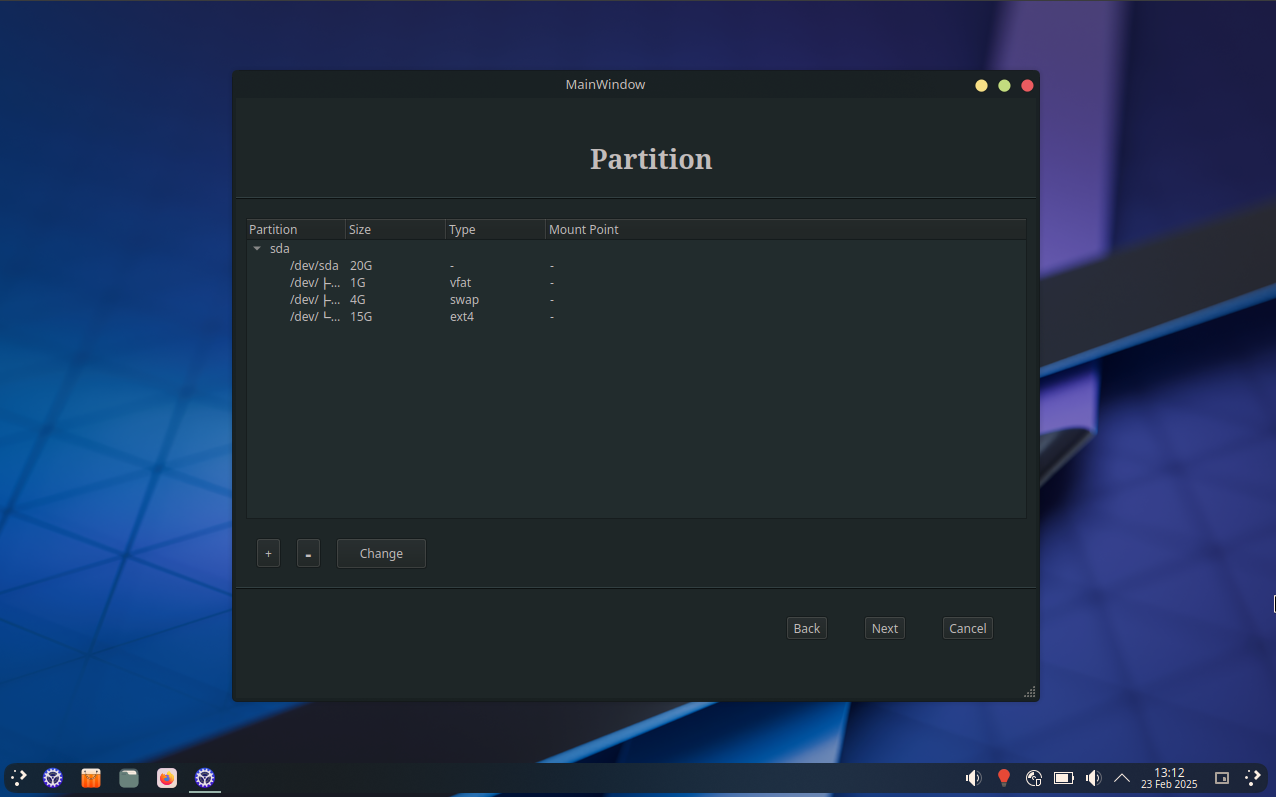 MainWindow
Partition
Partition Size Type Mount Point
sda
/dev/sda 20G - -
/dev/ ├─... 1G vfat -
/dev/ ├─... 4G swap -
/dev/ └─... 15G ext4 -
+ - Change
Back Next Cancel
13:12
23 Feb 2025